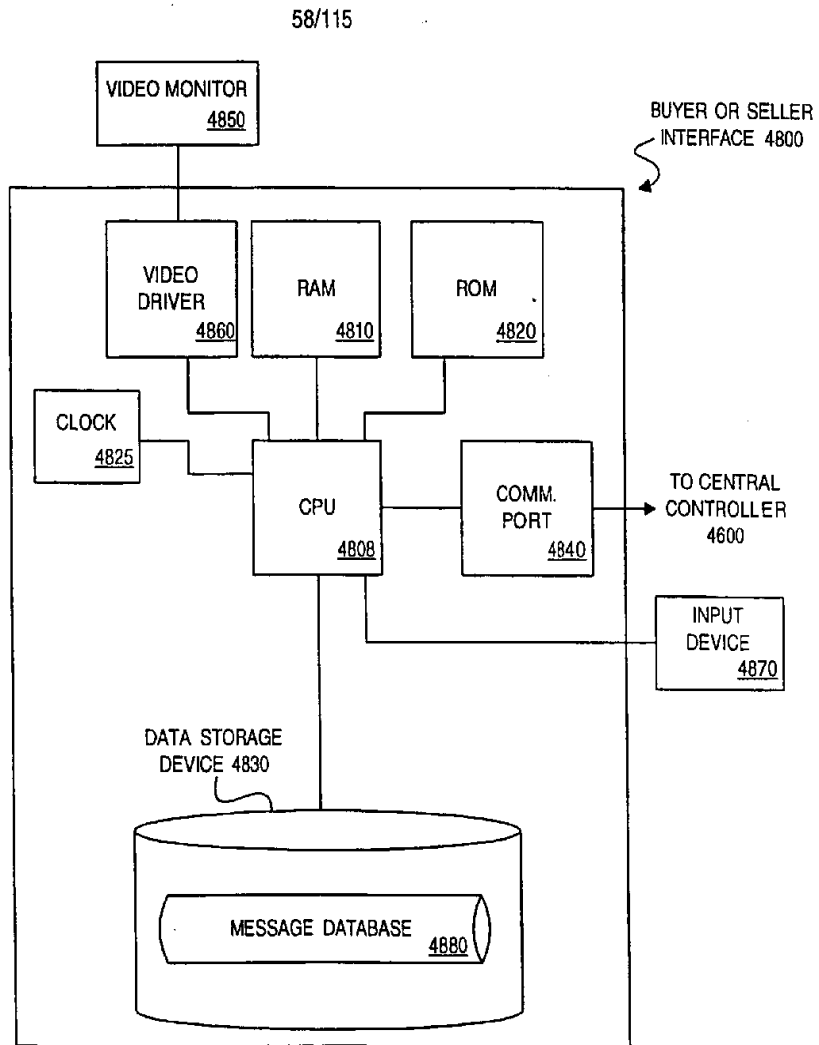 58/115
VIDEO MONITOR
4850
BUYER OR SELLER
INTERFACE 4800
VIDEO
DRIVER
4860
RAM
4810
ROM
4820
CLOCK
4825
CPU
4808
COMM.
PORT
4840
TO CENTRAL
CONTROLLER
4600
INPUT
DEVICE
4870
DATA STORAGE
DEVICE 4830
MESSAGE DATABASE
4880